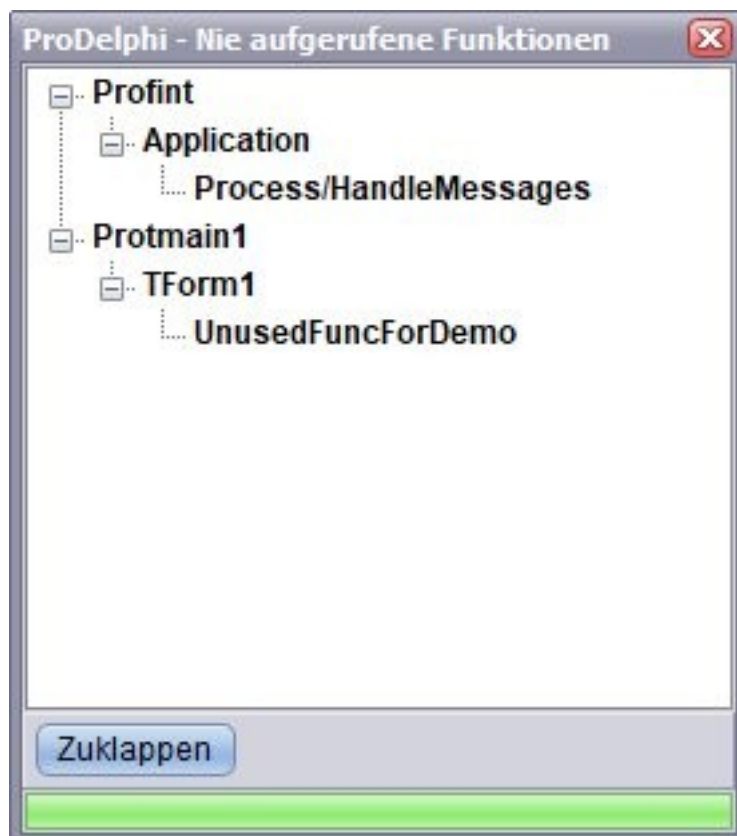 ProDelphi - Nie aufgerufene Funktionen
Profint
Application
Process/HandleMessages
Protmain1
TForm1
UnusedFuncForDemo
Zuklappen